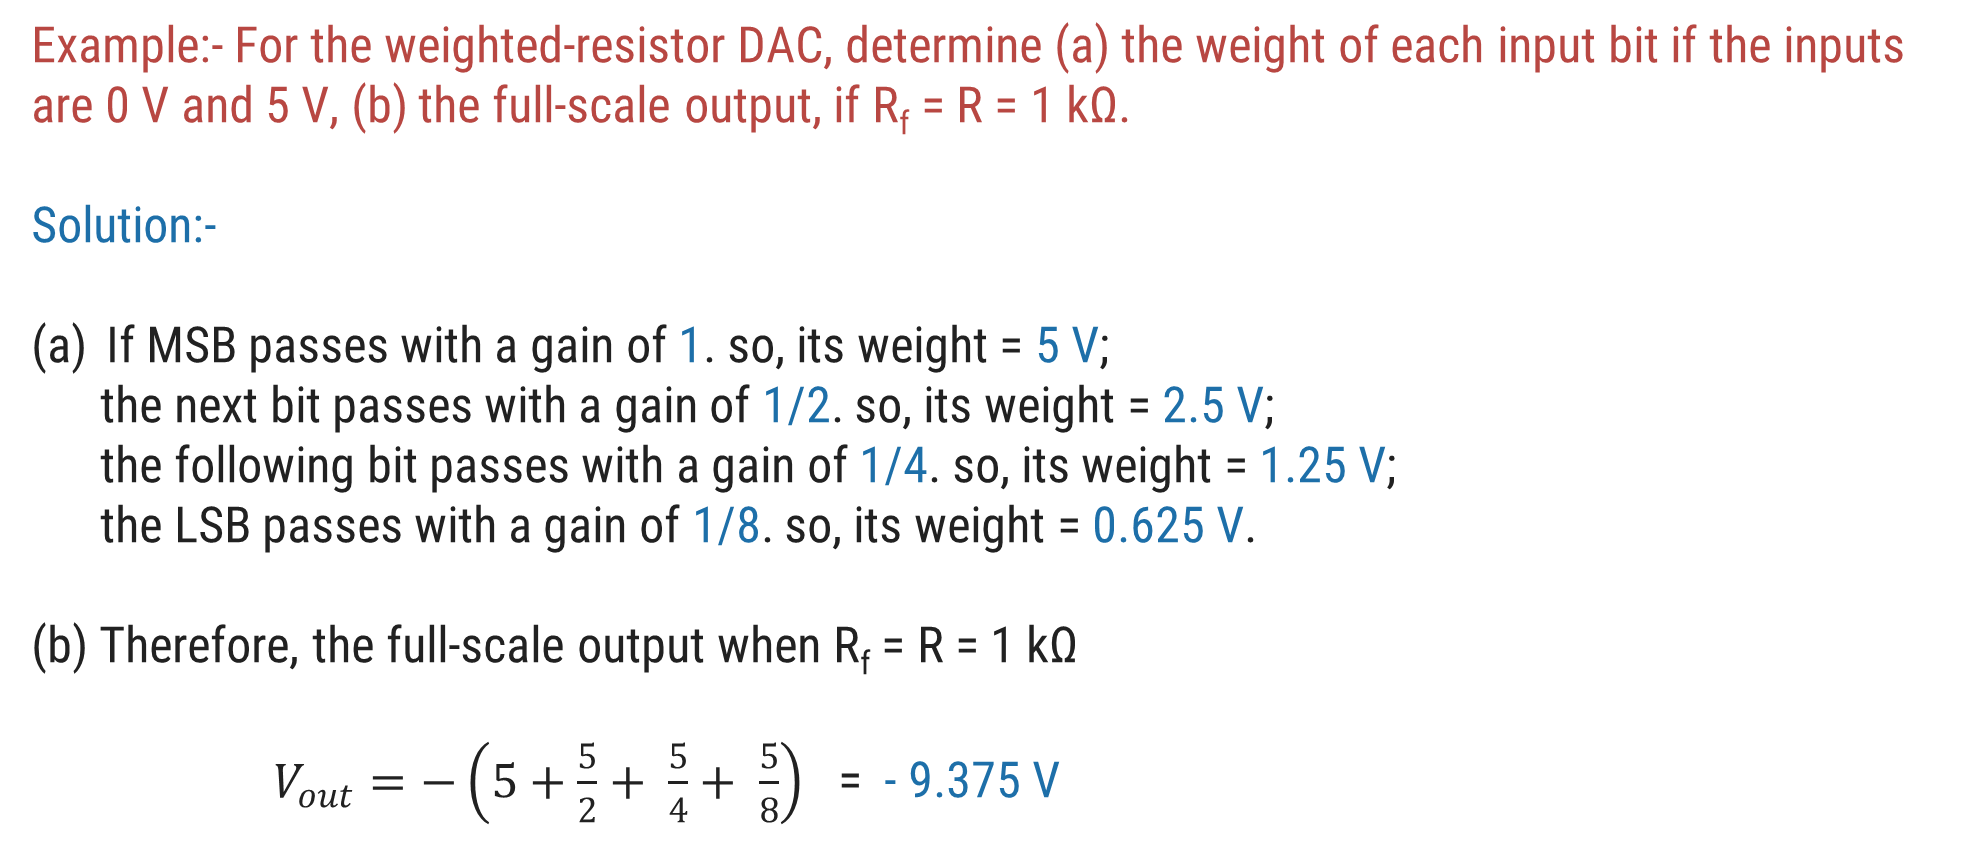 Example:- For the weighted-resistor DAC, determine (a) the weight of each input bit if the inputs
are 0 V and 5 V, (b) the full-scale output, if R_f = R = 1 kΩ.
Solution:-
(a) If MSB passes with a gain of 1. so, its weight = 5 V;
the next bit passes with a gain of 1/2. so, its weight = 2.5 V;
the following bit passes with a gain of 1/4. so, its weight = 1.25 V;
the LSB passes with a gain of 1/8. so, its weight = 0.625 V.
(b) Therefore, the full-scale output when R_f = R = 1 kΩ
V_out = − (5 + 5/2 + 5/4 + 5/8) = - 9.375 V